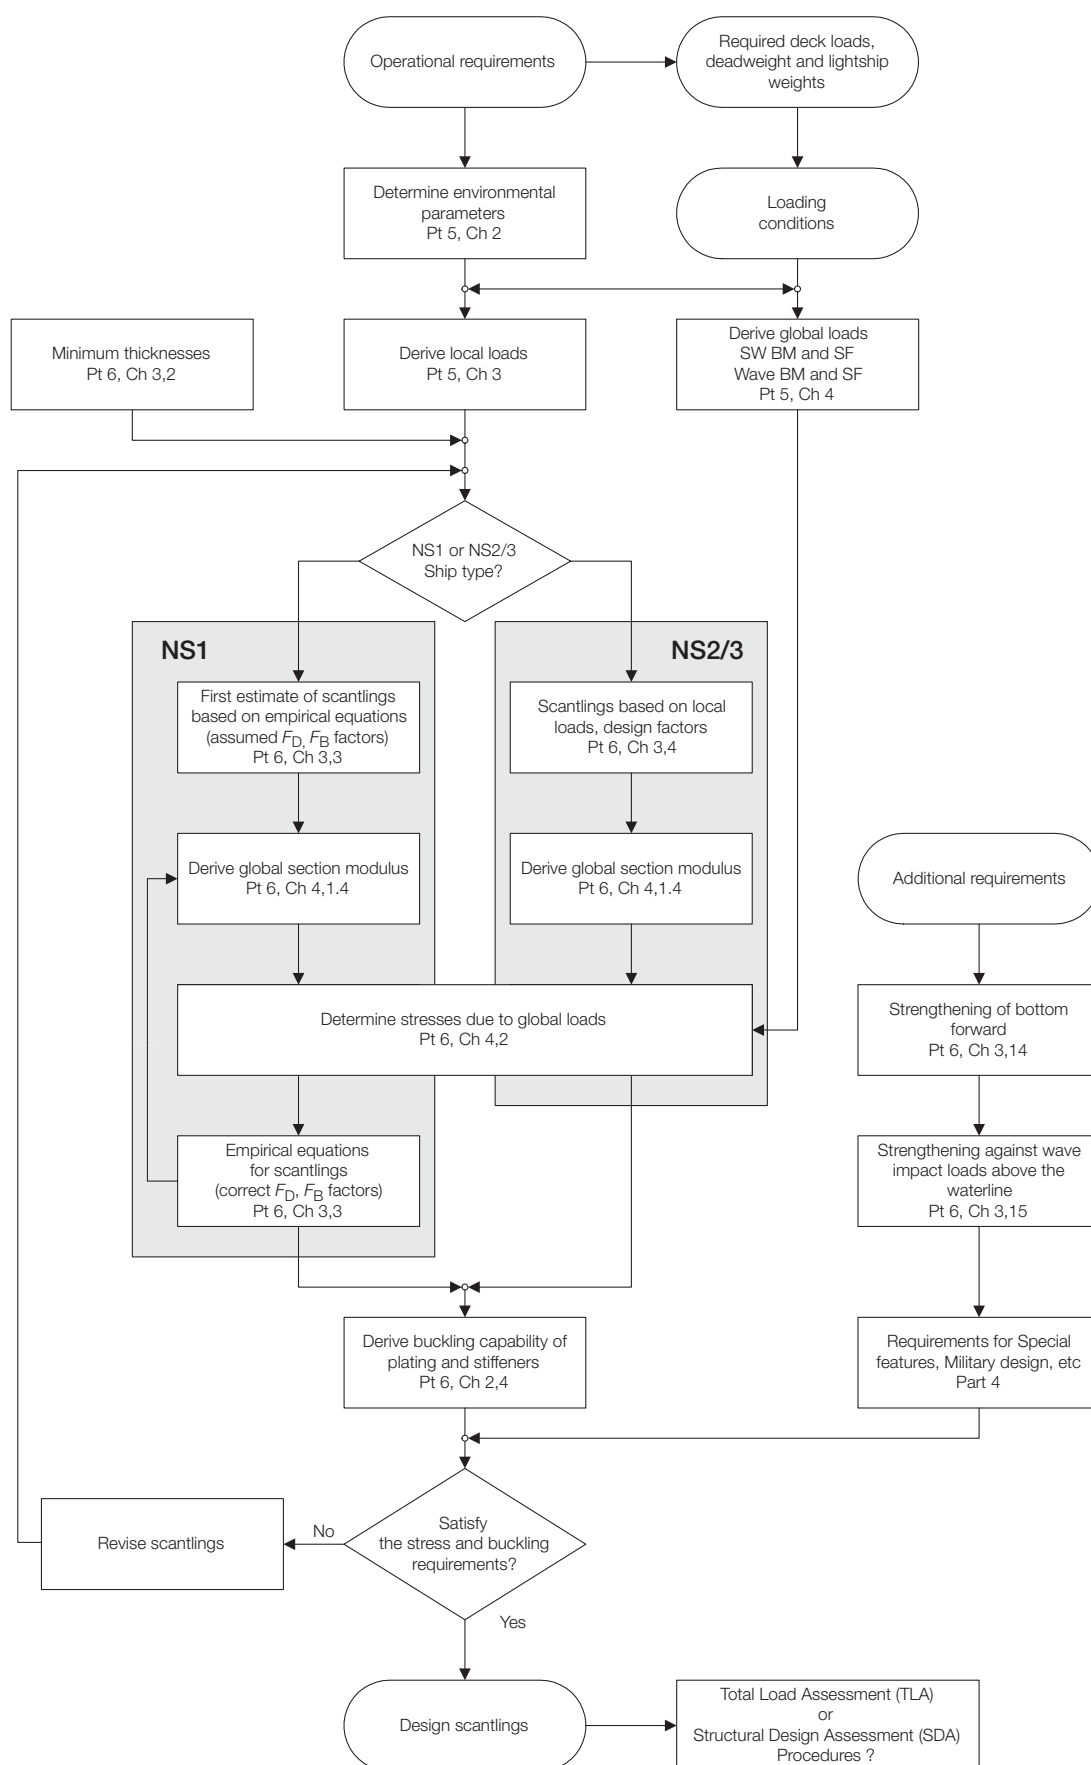 Operational requirements
Required deck loads,
deadweight and lightship
weights
Determine environmental
parameters
Pt 5, Ch 2
Loading
conditions
Minimum thicknesses
Pt 6, Ch 3,2
Derive local loads
Pt 5, Ch 3
Derive global loads
SW BM and SF
Wave BM and SF
Pt 5, Ch 4
NS1 or NS2/3
Ship type?
NS1
NS2/3
First estimate of scantlings
based on empirical equations
(assumed FD, FB factors)
Pt 6, Ch 3,3
Scantlings based on local
loads, design factors
Pt 6, Ch 3,4
Derive global section modulus
Pt 6, Ch 4,1.4
Derive global section modulus
Pt 6, Ch 4,1.4
Additional requirements
Determine stresses due to global loads
Pt 6, Ch 4,2
Strengthening of bottom
forward
Pt 6, Ch 3,14
Empirical equations
for scantlings
(correct FD, FB factors)
Pt 6, Ch 3,3
Strengthening against wave
impact loads above the
waterline
Pt 6, Ch 3,15
Derive buckling capability of
plating and stiffeners
Pt 6, Ch 2,4
Requirements for Special
features, Military design, etc
Part 4
Revise scantlings
No
Satisfy
the stress and buckling
requirements?
Yes
Design scantlings
Total Load Assessment (TLA)
or
Structural Design Assessment (SDA)
Procedures ?